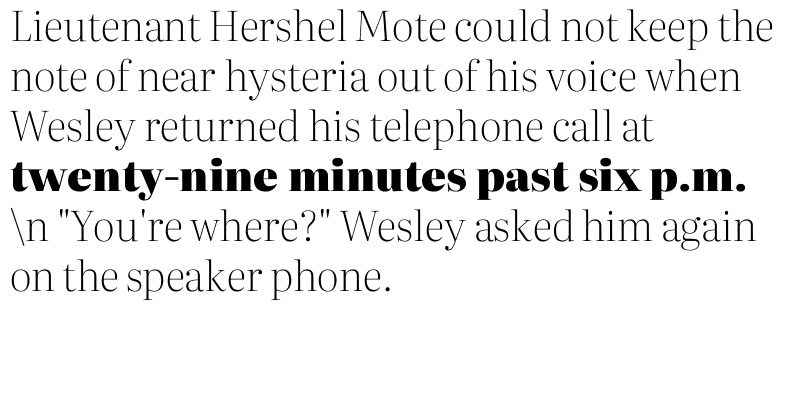 Lieutenant Hershel Mote could not keep the
note of near hysteria out of his voice when
Wesley returned his telephone call at
twenty-nine minutes past six p.m.
\n "You're where?" Wesley asked him again
on the speaker phone.